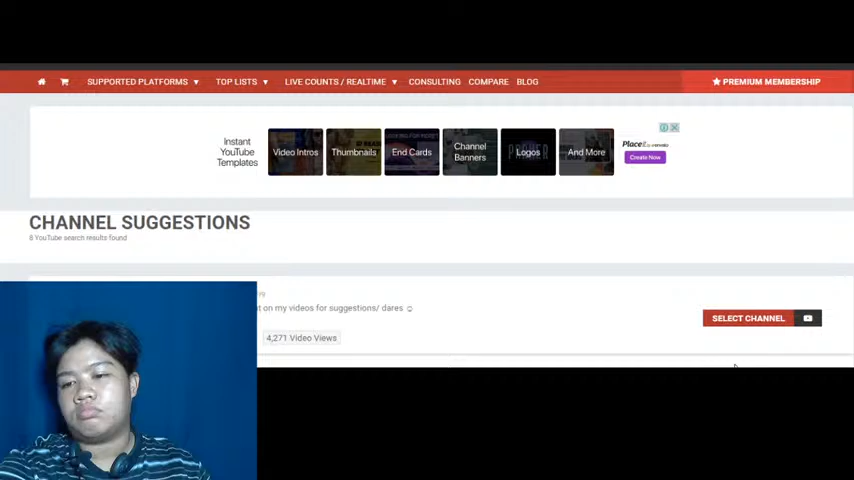 SUPPORTED PLATFORMS TOP LISTS LIVE COUNTS / REALTIME CONSULTING COMPARE BLOG PREMIUM MEMBERSHIP
Instant
YouTube
Templates
Video Intros
Thumbnails
End Cards
Channel
Banners
Logos
And More
Placeit
Create Now
CHANNEL SUGGESTIONS
8 YouTube search results found
on my videos for suggestions/ dares ☺
SELECT CHANNEL
4,271 Video Views